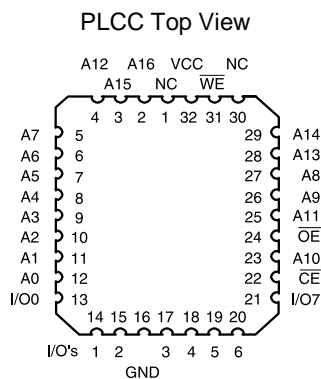 PLCC Top View
A12 A16 VCC NC
A15 NC W̅E̅
4 3 2 1 32 31 30
A7 5 29 A14
A6 6 28 A13
A5 7 27 A8
A4 8 26 A9
A3 9 25 A11
A2 10 24 O̅E̅
A1 11 23 A10
A0 12 22 C̅E̅
I/O0 13 21 I/O7
14 15 16 17 18 19 20
I/O's 1 2 3 4 5 6
GND